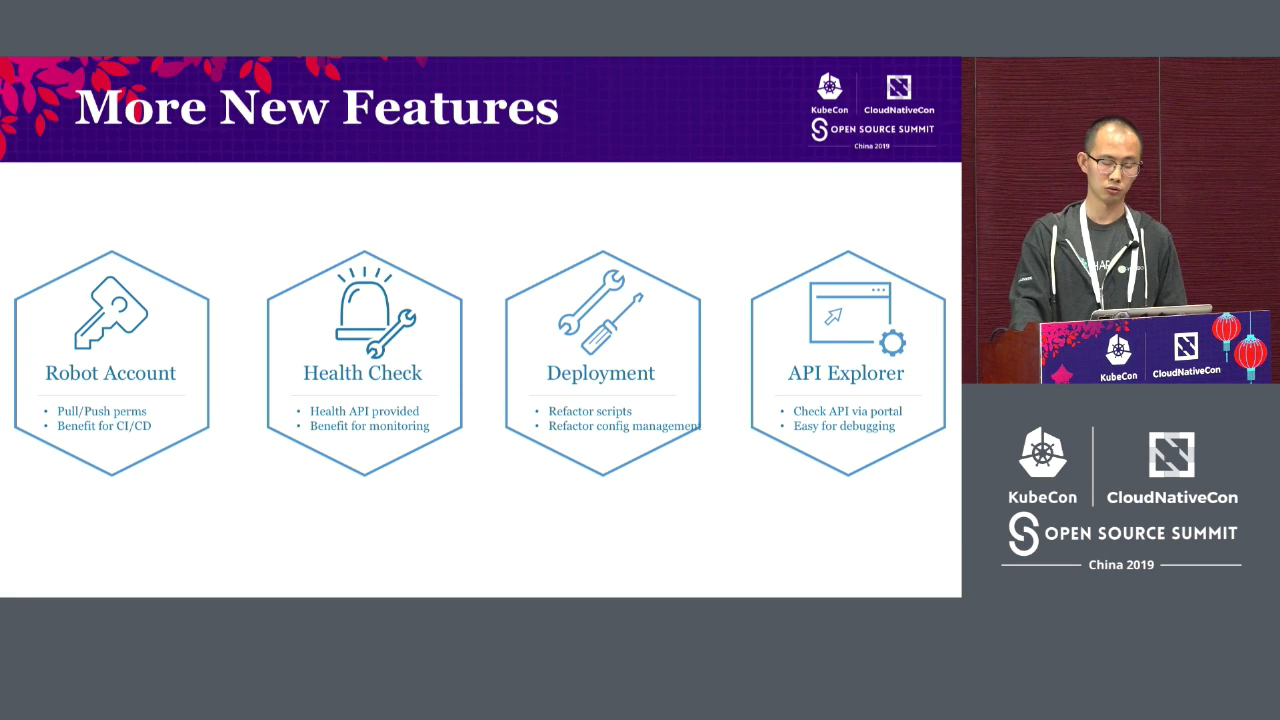 More New Features
KubeCon
CloudNativeCon
OPEN SOURCE SUMMIT
China 2019
Robot Account
• Pull/Push perms
• Benefit for CI/CD
Health Check
• Health API provided
• Benefit for monitoring
Deployment
• Refactor scripts
• Refactor config management
API Explorer
• Check API via portal
• Easy for debugging
KubeCon
CloudNativeCon
KubeCon
CloudNativeCon
OPEN SOURCE SUMMIT
China 2019